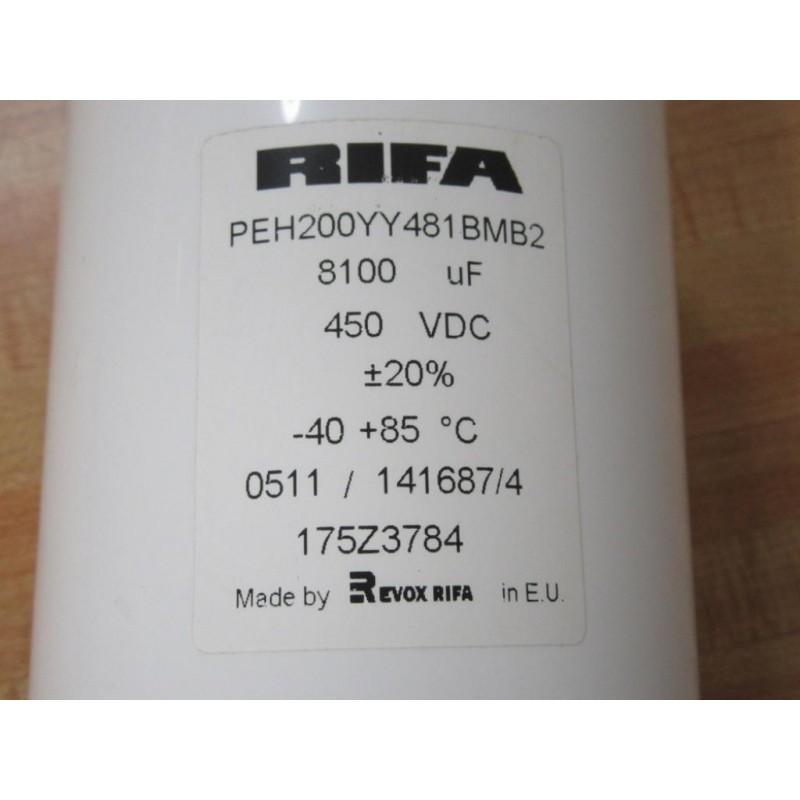 RIFA
PEH200YY481BMB2
8100 uF
450 VDC
±20%
-40 +85 °C
0511 / 141687/4
175Z3784
Made by REVOX RIFA in E.U.